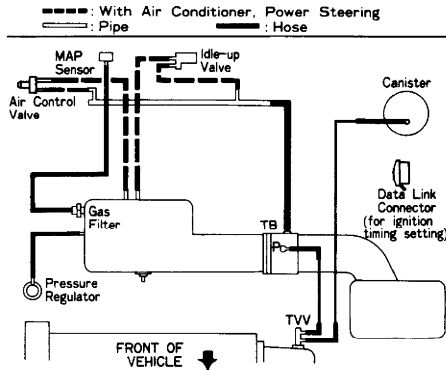 : With Air Conditioner, Power Steering
: Pipe
: Hose
MAP
Sensor
Idle-up
Valve
Air Control
Valve
Canister
Gas
Filter
TB
P
Data Link
Connector
(for ignition
timing setting)
Pressure
Regulator
TVV
FRONT OF
VEHICLE